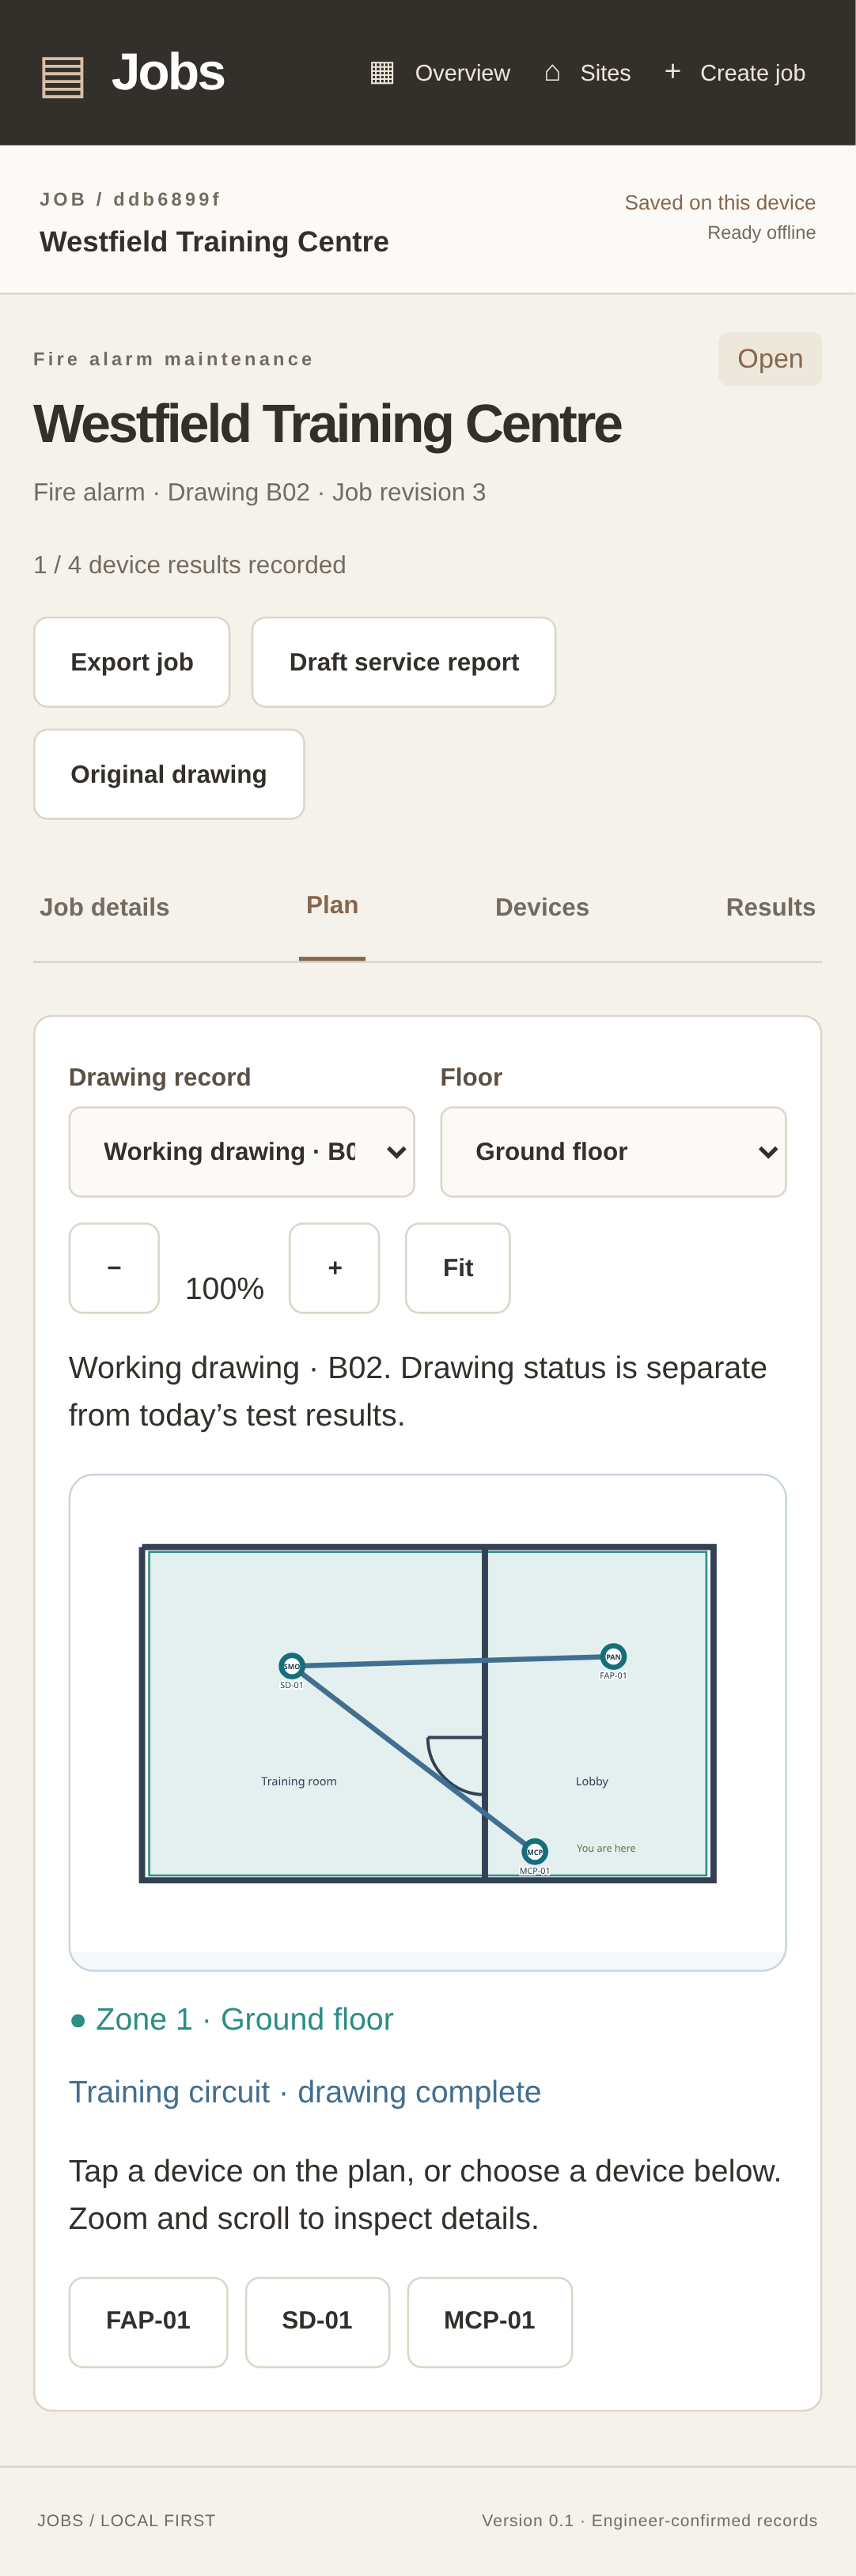 Jobs
Overview
Sites
+ Create job
JOB / ddb6899f
Westfield Training Centre
Saved on this device
Ready offline
Fire alarm maintenance
Open
Westfield Training Centre
Fire alarm · Drawing B02 · Job revision 3
1 / 4 device results recorded
Export job
Draft service report
Original drawing
Job details
Plan
Devices
Results
Drawing record
Floor
Working drawing · B0
Ground floor
−
100%
+
Fit
Working drawing · B02. Drawing status is separate
from today’s test results.
SMO
SD-01
PAN
FAP-01
Training room
Lobby
You are here
MCP
MCP-01
● Zone 1 · Ground floor
Training circuit · drawing complete
Tap a device on the plan, or choose a device below.
Zoom and scroll to inspect details.
FAP-01
SD-01
MCP-01
JOBS / LOCAL FIRST
Version 0.1 · Engineer-confirmed records